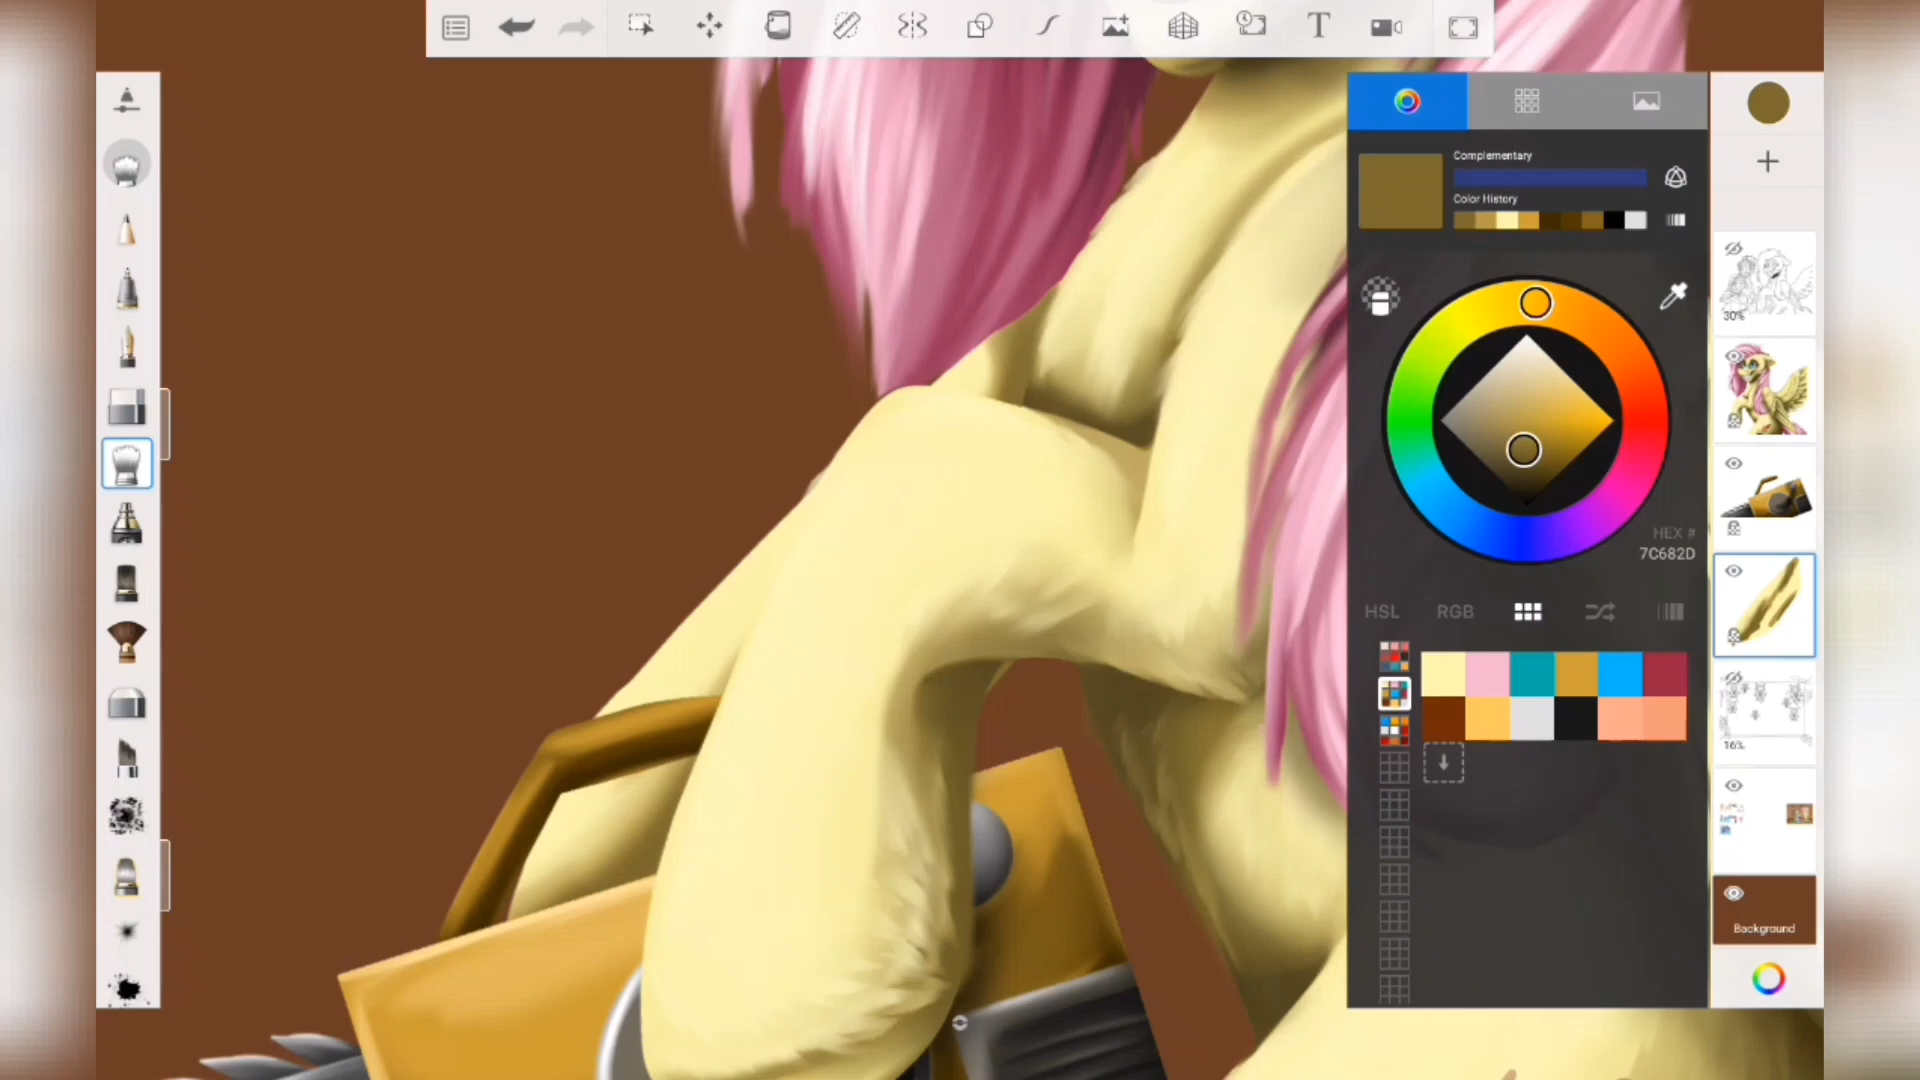 T
Complementary
Color History
30%
HEX #
7C682D
HSL RGB
16%
Background